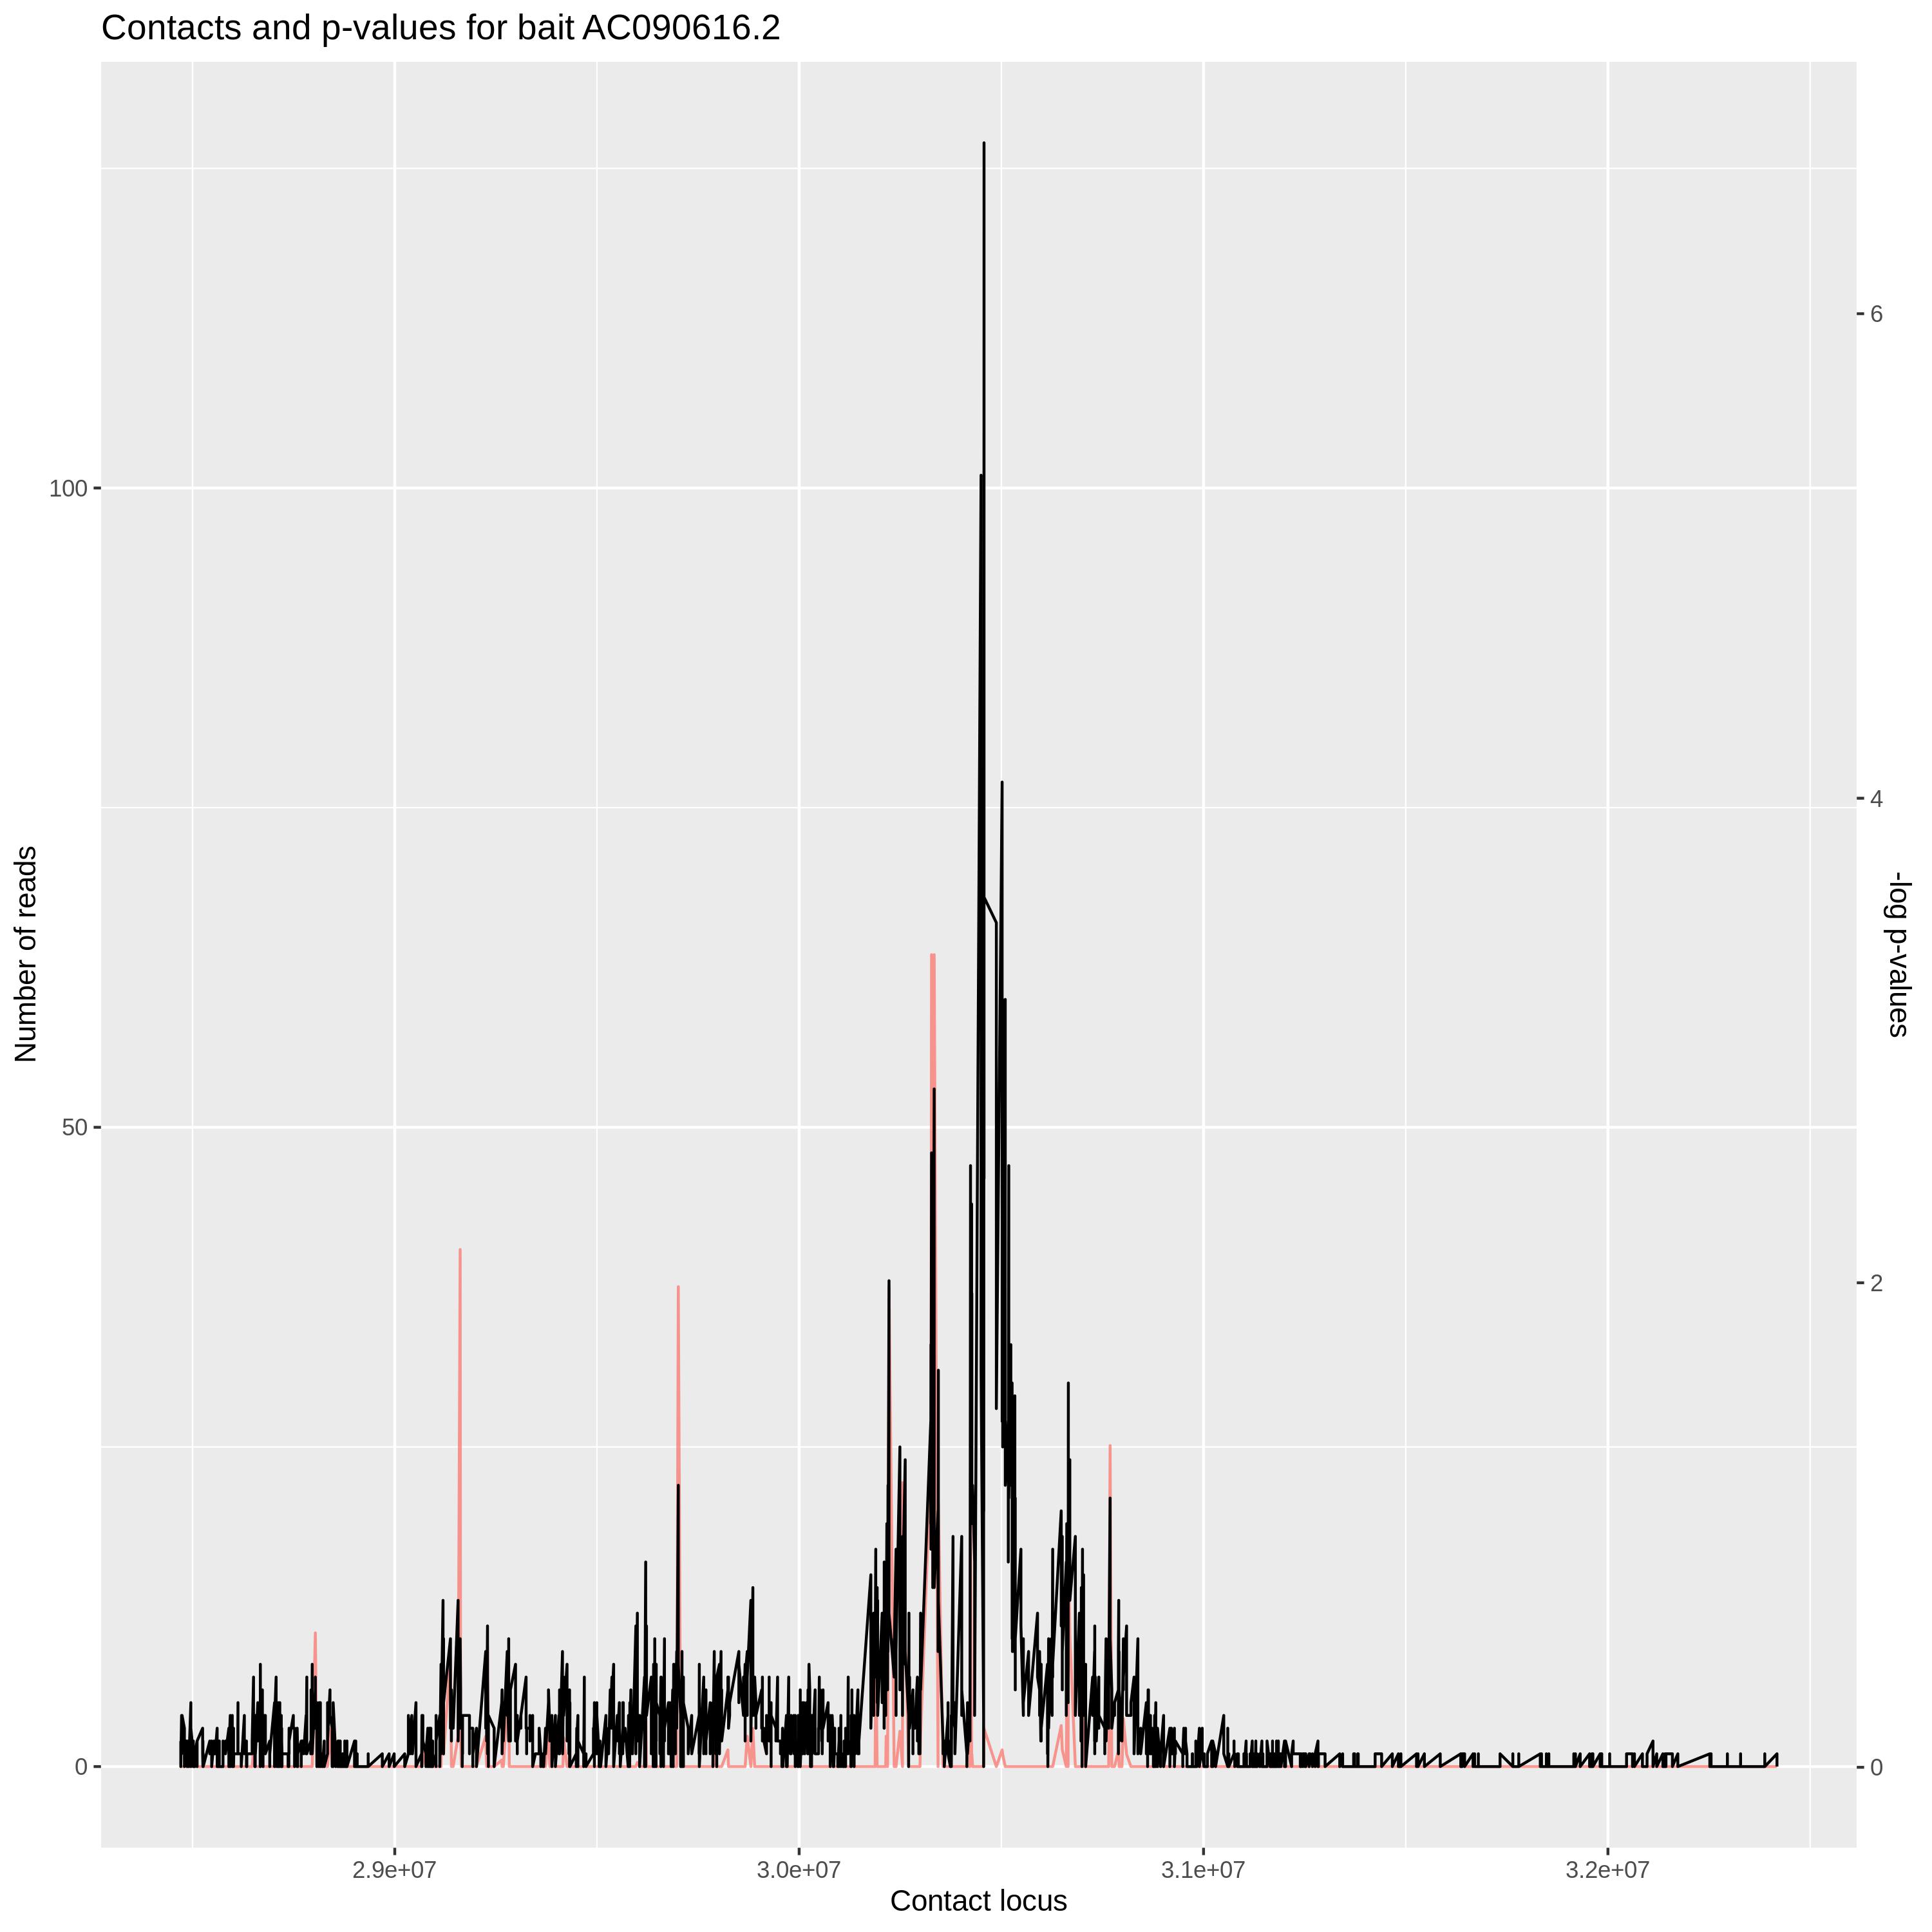 Contacts and p-values for bait AC090616.2
100
50
0
Number of reads
6
4
2
0
-log p-values
2.9e+07 3.0e+07 3.1e+07 3.2e+07
Contact locus